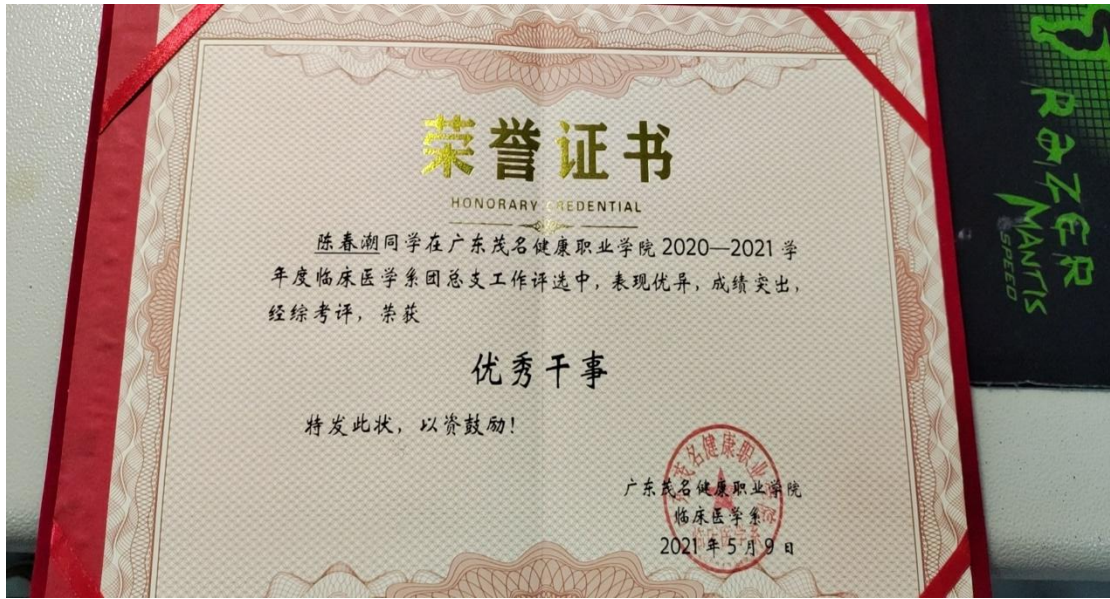 荣誉证书
HONORARY CREDENTIAL
陈春潮同学在广东茂名健康职业学院 2020—2021 学
年度临床医学系团总支工作评选中，表现优异，成绩突出，
经综考评，荣获
优秀干事
特发此状，以资鼓励！
广东茂名健康职业学院
临床医学系
2021 年 5 月 9 日
RAZER
MANTIS
SPEED